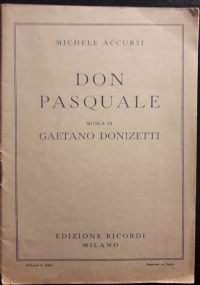 MICHELE ACCURSI
DON
PASQUALE
MUSICA DI
GAETANO DONIZETTI
EDIZIONE RICORDI
MILANO